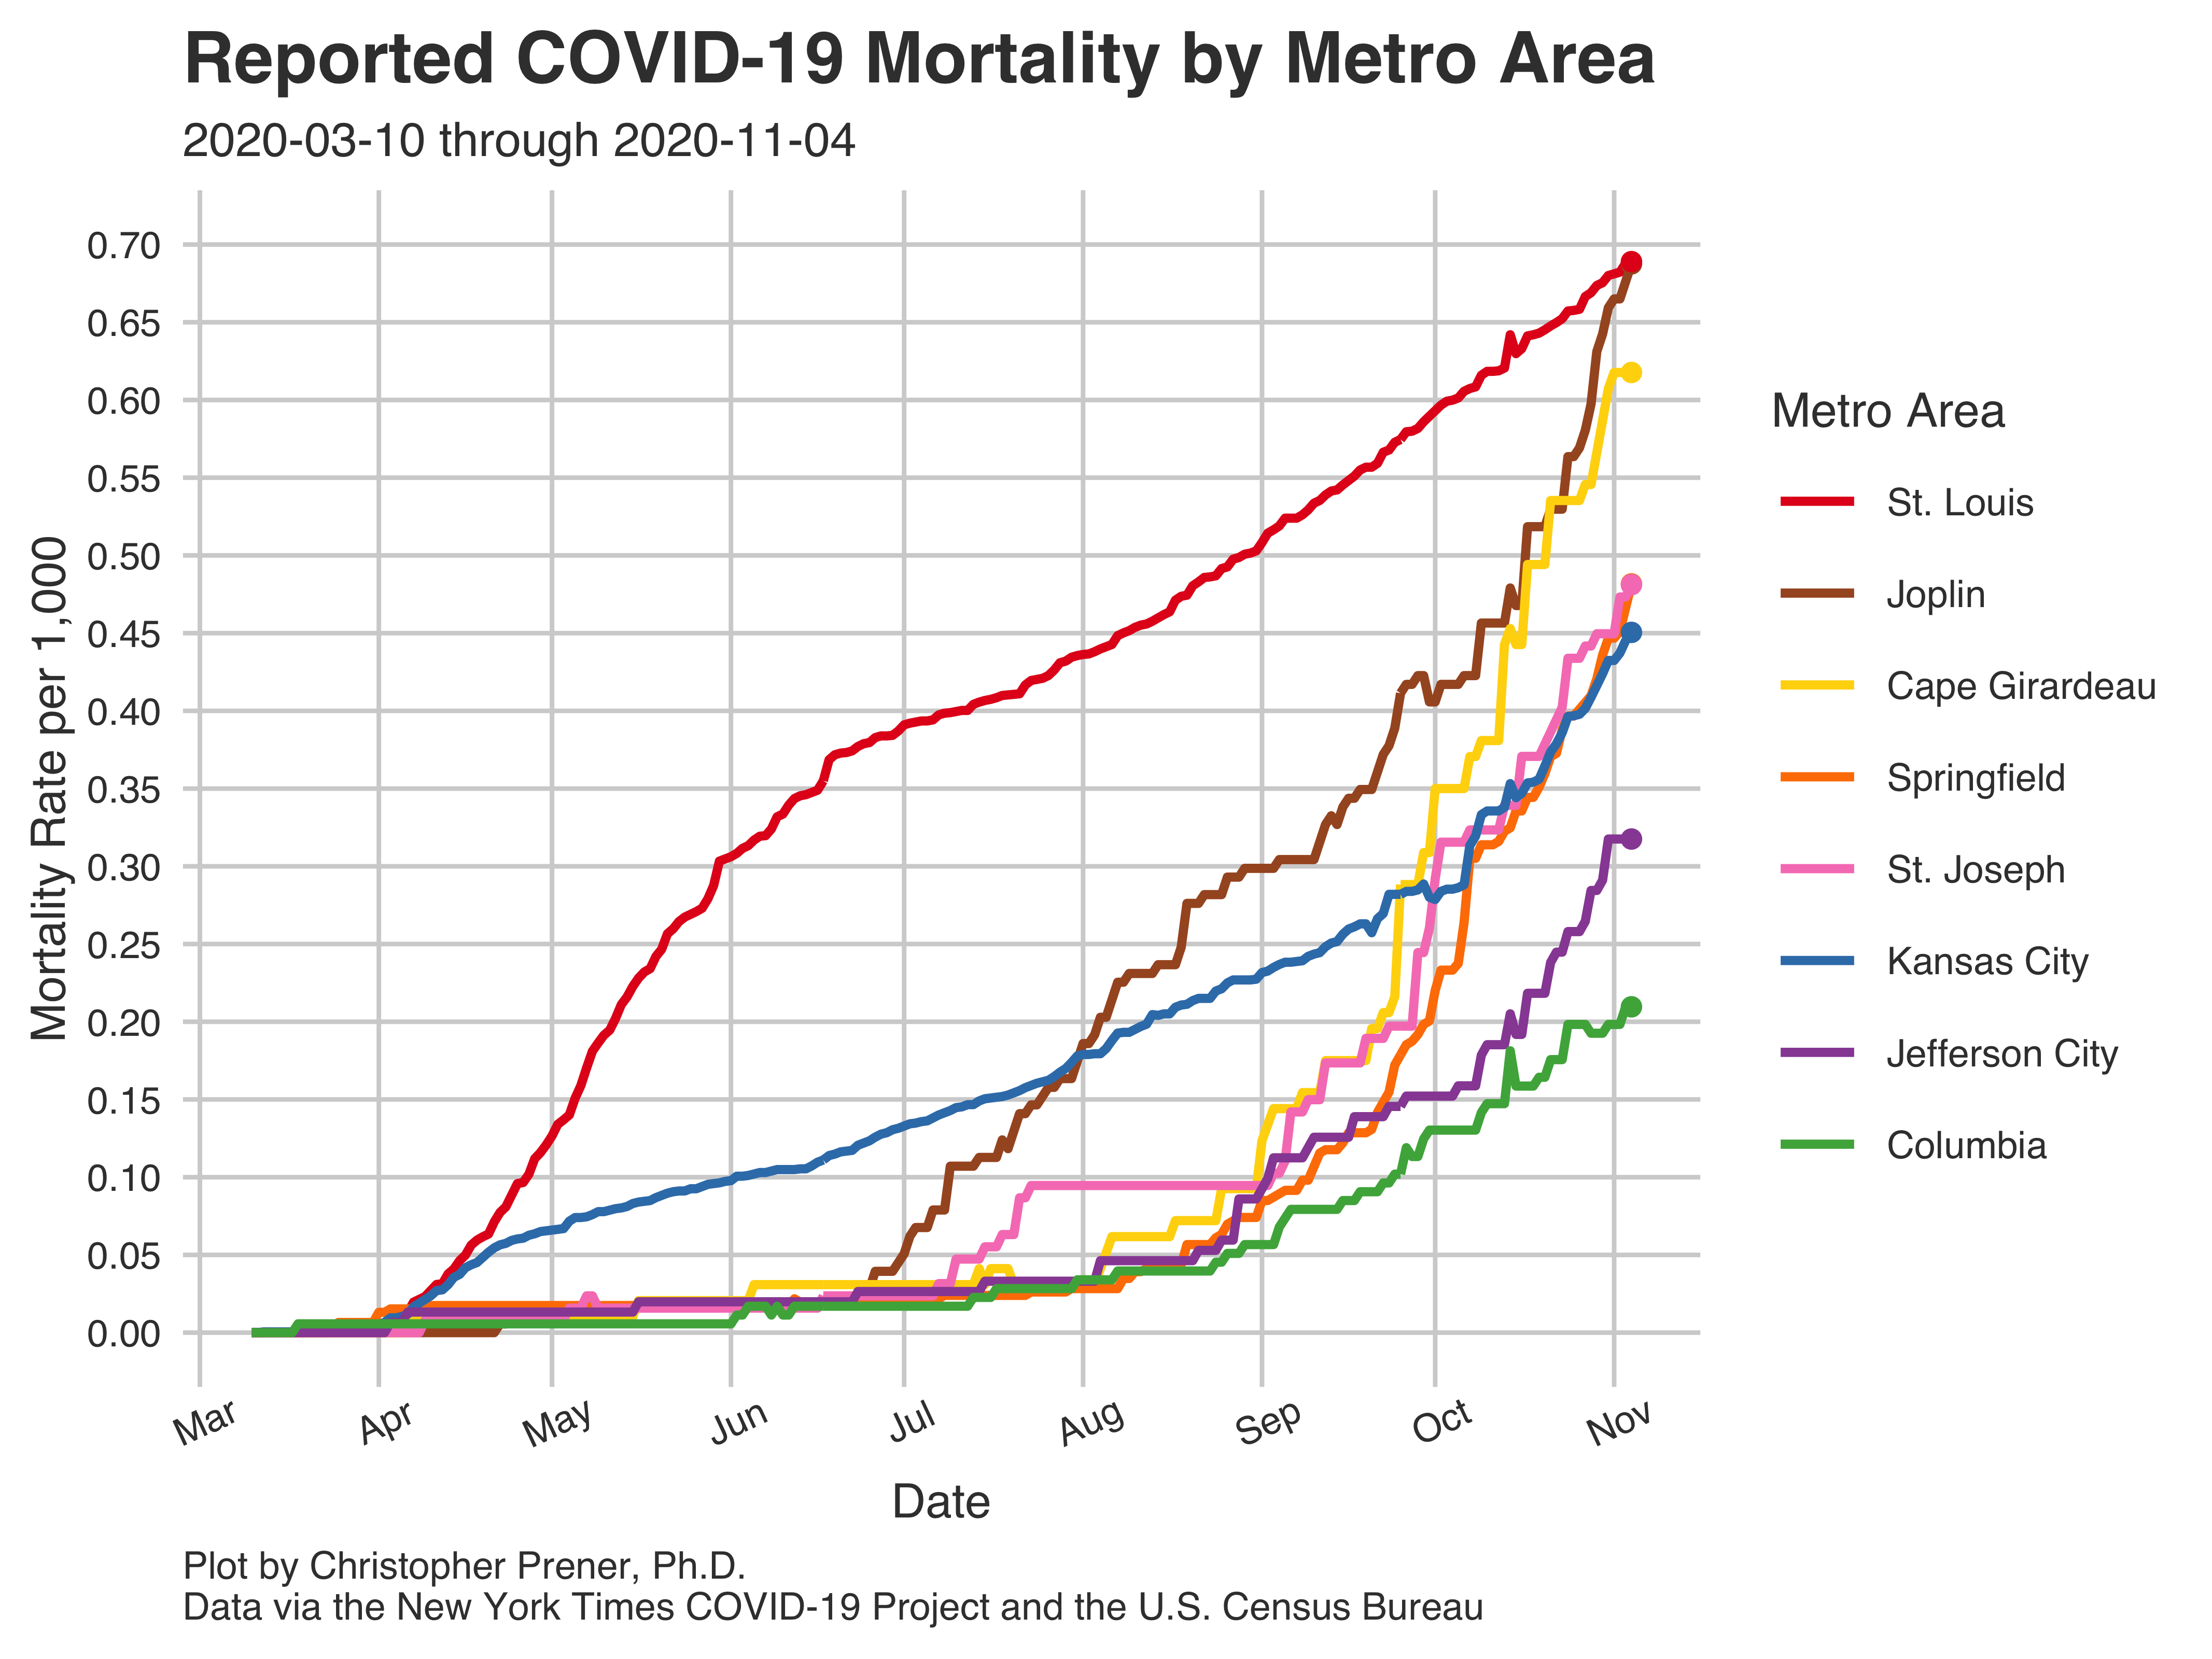 Reported COVID-19 Mortality by Metro Area
2020-03-10 through 2020-11-04
Mortality Rate per 1,000
0.70
0.65
0.60
0.55
0.50
0.45
0.40
0.35
0.30
0.25
0.20
0.15
0.10
0.05
0.00
Mar
Apr
May
Jun
Jul
Aug
Sep
Oct
Nov
Date
Metro Area
St. Louis
Joplin
Cape Girardeau
Springfield
St. Joseph
Kansas City
Jefferson City
Columbia
Plot by Christopher Prener, Ph.D.
Data via the New York Times COVID-19 Project and the U.S. Census Bureau